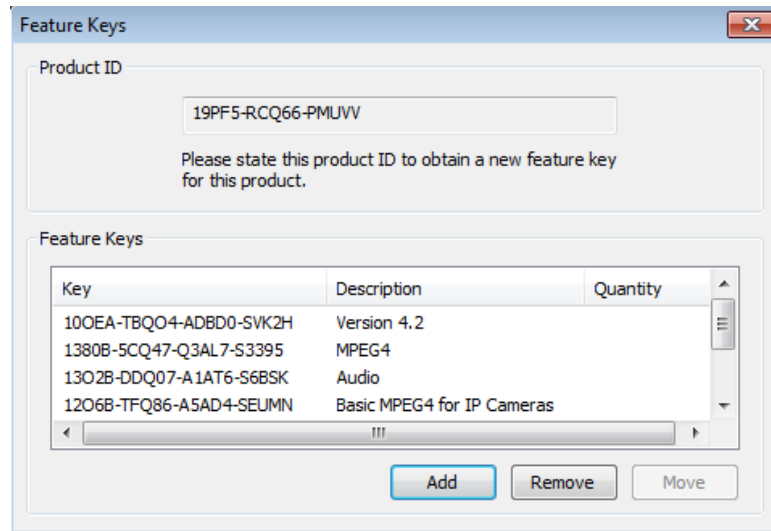 Feature Keys
Product ID
19PF5-RCQ66-PMUVV
Please state this product ID to obtain a new feature key
for this product.
Feature Keys
Key Description Quantity
10OEA-TBQO4-ADBD0-SVK2H Version 4.2
1380B-5CQ47-Q3AL7-S3395 MPEG4
13O2B-DDQ07-A1AT6-S6BSK Audio
12O6B-TFQ86-A5AD4-SEUMN Basic MPEG4 for IP Cameras
Add Remove Move